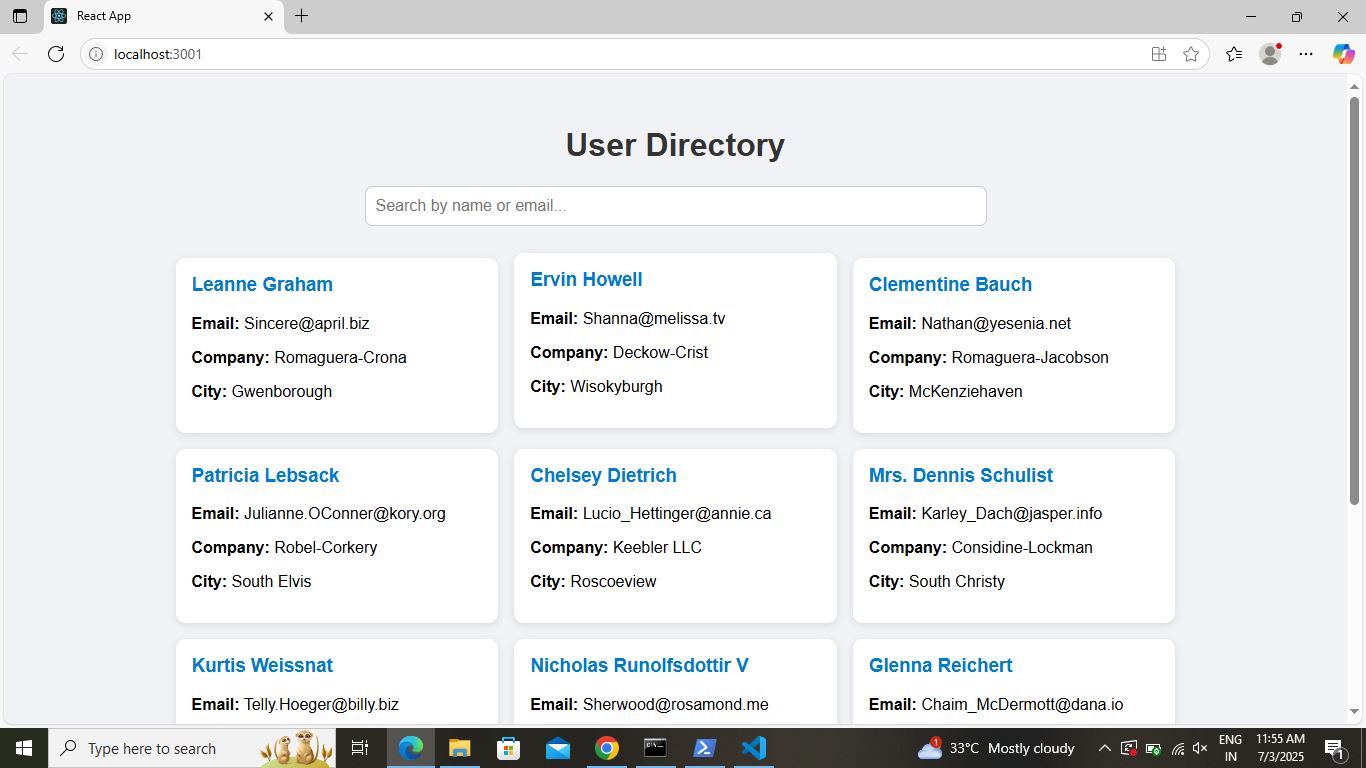 React App
localhost:3001
User Directory
Search by name or email...
Leanne Graham
Email: Sincere@april.biz
Company: Romaguera-Crona
City: Gwenborough
Ervin Howell
Email: Shanna@melissa.tv
Company: Deckow-Crist
City: Wisokyburgh
Clementine Bauch
Email: Nathan@yesenia.net
Company: Romaguera-Jacobson
City: McKenziehaven
Patricia Lebsack
Email: Julianne.OConner@kory.org
Company: Robel-Corkery
City: South Elvis
Chelsey Dietrich
Email: Lucio_Hettinger@annie.ca
Company: Keebler LLC
City: Roscoeview
Mrs. Dennis Schulist
Email: Karley_Dach@jasper.info
Company: Considine-Lockman
City: South Christy
Kurtis Weissnat
Email: Telly.Hoeger@billy.biz
Nicholas Runolfsdottir V
Email: Sherwood@rosamond.me
Glenna Reichert
Email: Chaim_McDermott@dana.io
Type here to search
1
33°C Mostly cloudy
ENG
IN
11:55 AM
7/3/2025
1